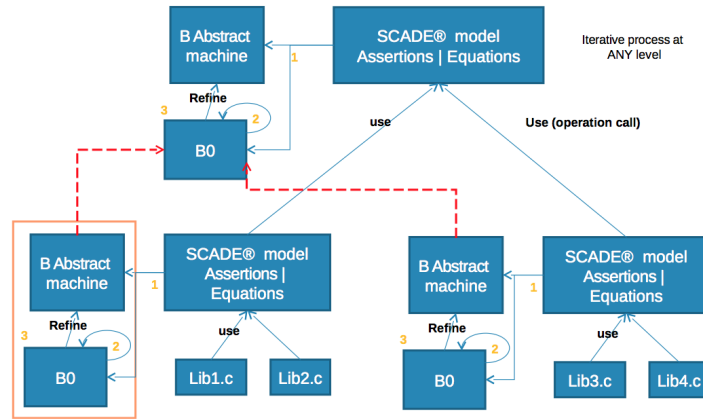 B Abstract
machine
SCADE® model
Assertions | Equations
Iterative process at
ANY level
1
Refine
3
2
B0
use
Use (operation call)
B Abstract
machine
SCADE® model
Assertions |
Equations
1
Refine
3
2
B0
use
Lib1.c
Lib2.c
B Abstract
machine
SCADE® model
Assertions |
Equations
1
Refine
3
2
B0
use
Lib3.c
Lib4.c